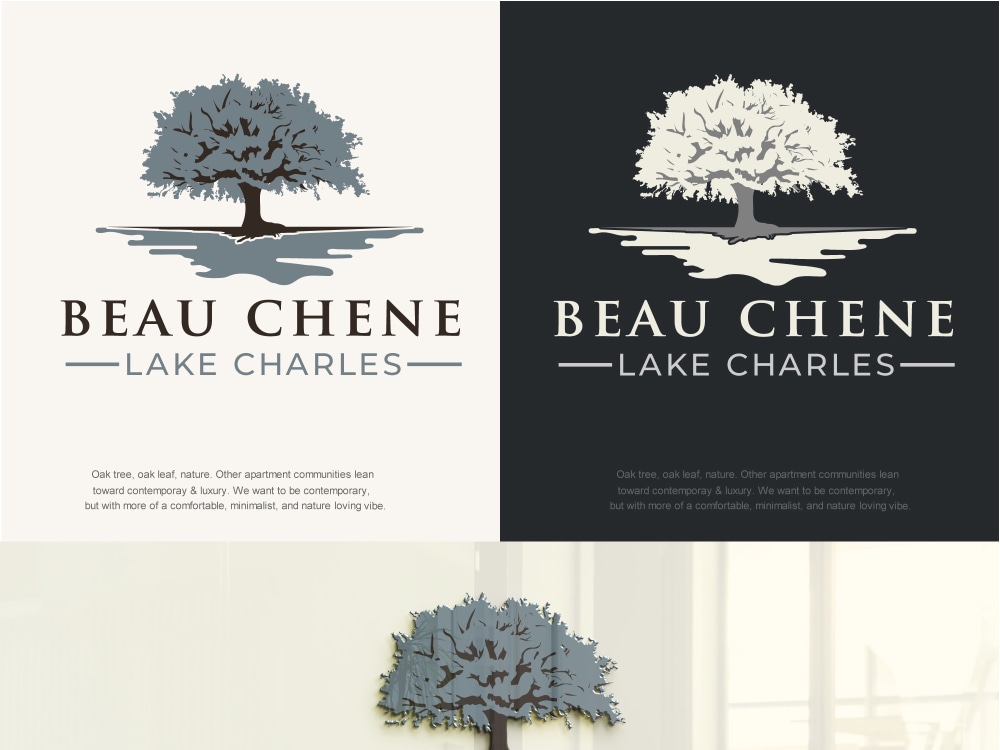 BEAU CHENE
LAKE CHARLES
Oak tree, oak leaf, nature. Other apartment communities lean
toward contemporay & luxury. We want to be contemporary,
but with more of a comfortable, minimalist, and nature loving vibe.
BEAU CHENE
LAKE CHARLES
Oak tree, oak leaf, nature. Other apartment communities lean
toward contemporay & luxury. We want to be contemporary,
but with more of a comfortable, minimalist, and nature loving vibe.